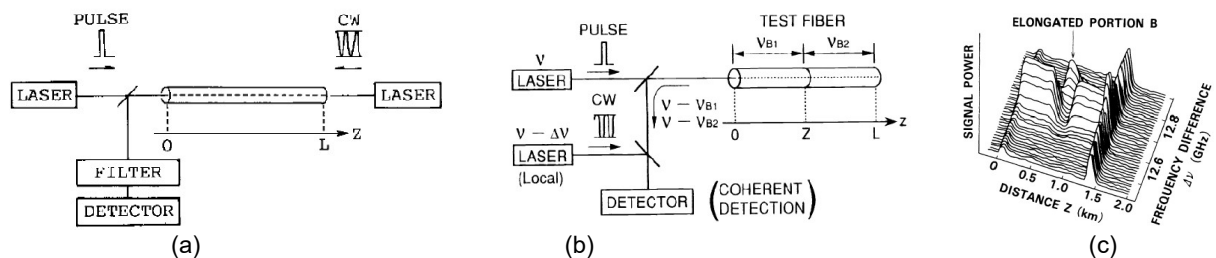 PULSE
CW
LASER
LASER
0
L
Z
FILTER
DETECTOR
(a)
TEST FIBER
PULSE
νB1
νB2
ν
LASER
CW
ν − νB1
ν − νB2
0
Z
L
z
ν − Δν
LASER
(Local)
DETECTOR
(COHERENT
DETECTION)
(b)
ELONGATED PORTION B
SIGNAL POWER
0
0.5
1.0
1.5
2.0
DISTANCE Z (km)
12.6
12.8
FREQUENCY DIFFERENCE
Δν (GHz)
(c)